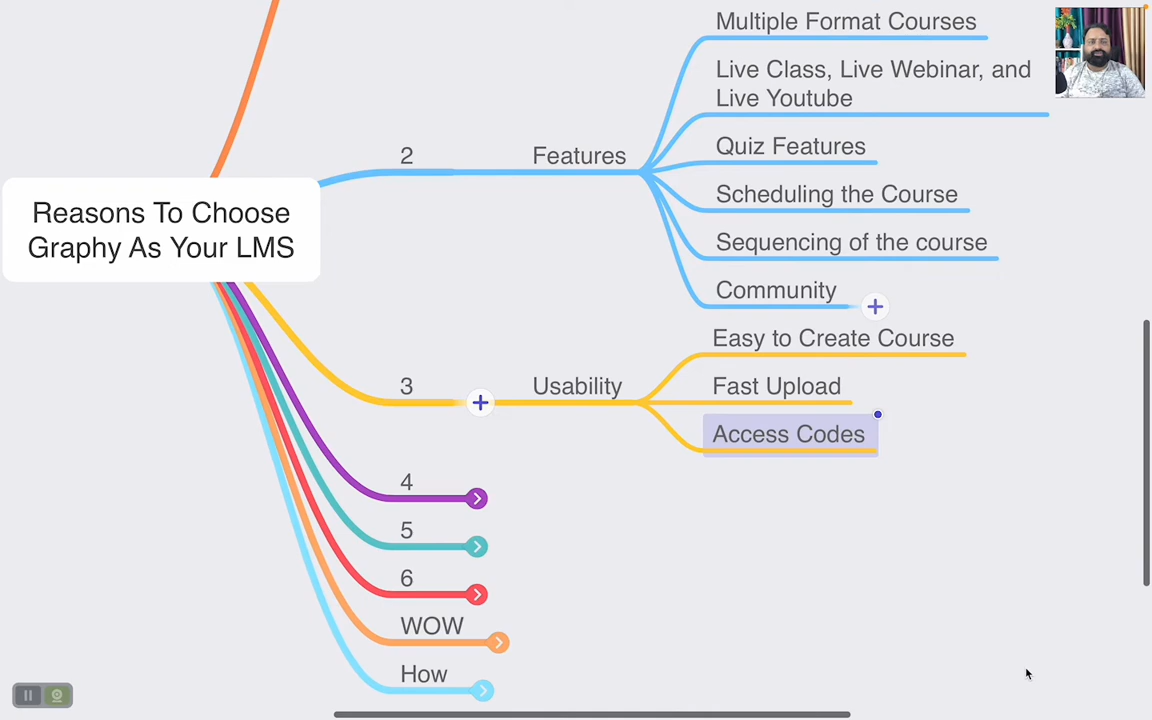 Multiple Format Courses
Live Class, Live Webinar, and
Live Youtube
2
Features
Quiz Features
Scheduling the Course
Reasons To Choose
Graphy As Your LMS
Sequencing of the course
Community
Easy to Create Course
3
Usability
Fast Upload
Access Codes
4
5
6
WOW
How